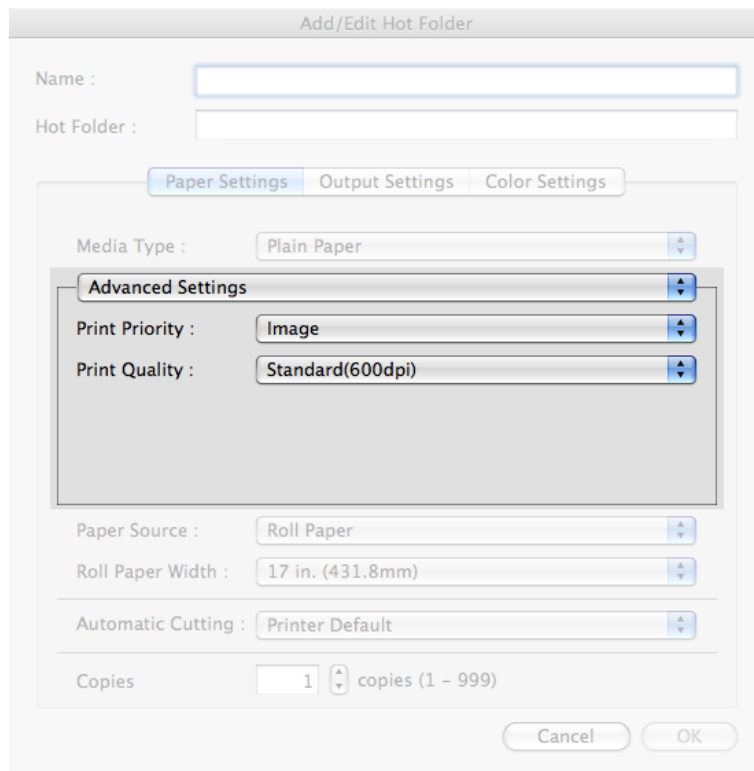 Add/Edit Hot Folder
Name :
Hot Folder :
Paper Settings Output Settings Color Settings
Media Type : Plain Paper
Advanced Settings
Print Priority : Image
Print Quality : Standard(600dpi)
Paper Source : Roll Paper
Roll Paper Width : 17 in. (431.8mm)
Automatic Cutting : Printer Default
Copies 1 copies (1 – 999)
Cancel OK